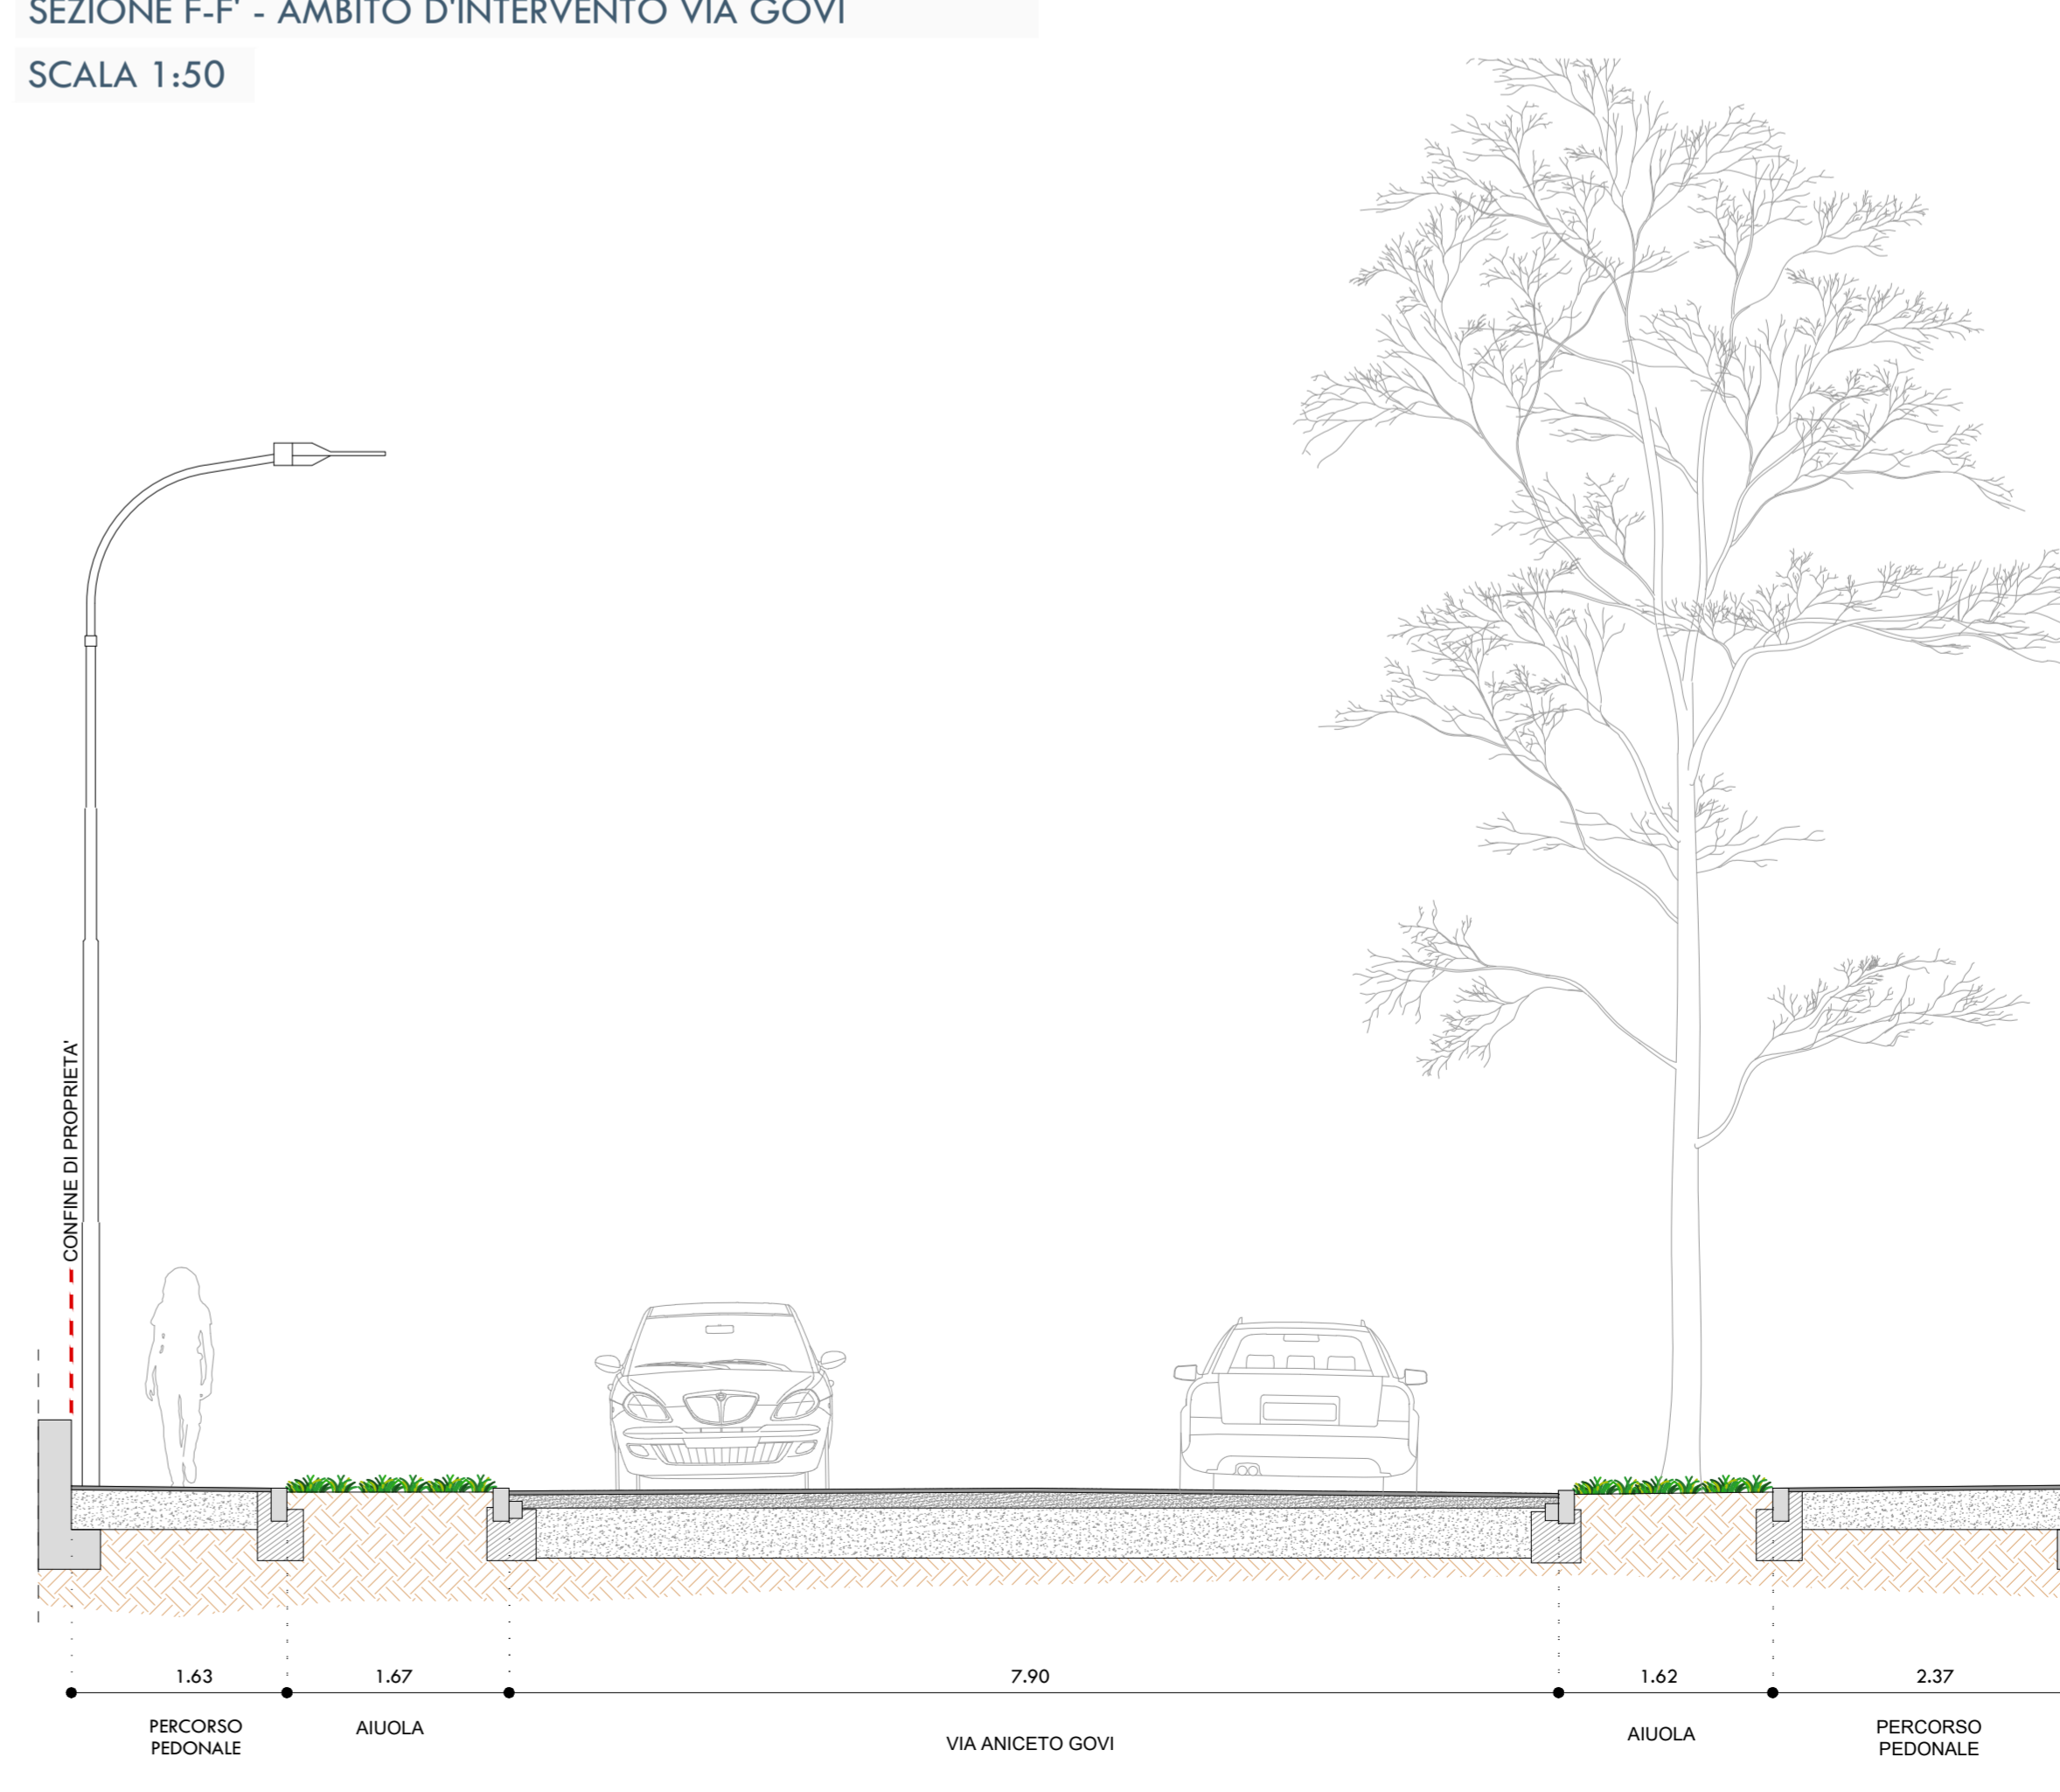 SEZIONE F-F' - AMBITO D'INTERVENTO VIA GOVI
SCALA 1:50
CONFINE DI PROPRIETA'
1.63
1.67
7.90
1.62
2.37
PERCORSO
PEDONALE
AIUOLA
VIA ANICETO GOVI
AIUOLA
PERCORSO
PEDONALE